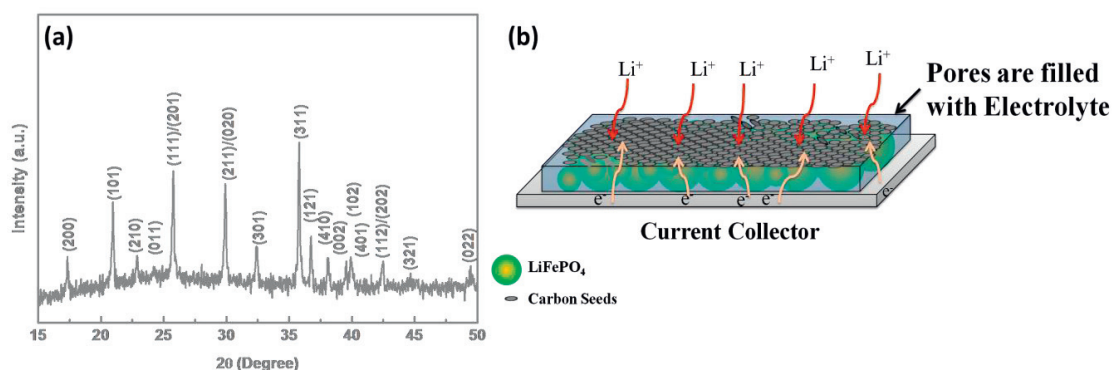 (a)
Intensity (a.u.)
(200)
(101)
(210)
(011)
(111)/(201)
(211)/(020)
(301)
(311)
(121)
(410)
(002)
(102)
(401)
(112)/(202)
(321)
(022)
15 20 25 30 35 40 45 50
2θ (Degree)
(b)
Li⁺ Li⁺ Li⁺ Li⁺ Li⁺
Pores are filled
with Electrolyte
e⁻ e⁻ e⁻ e⁻ e⁻
Current Collector
LiFePO₄
Carbon Seeds